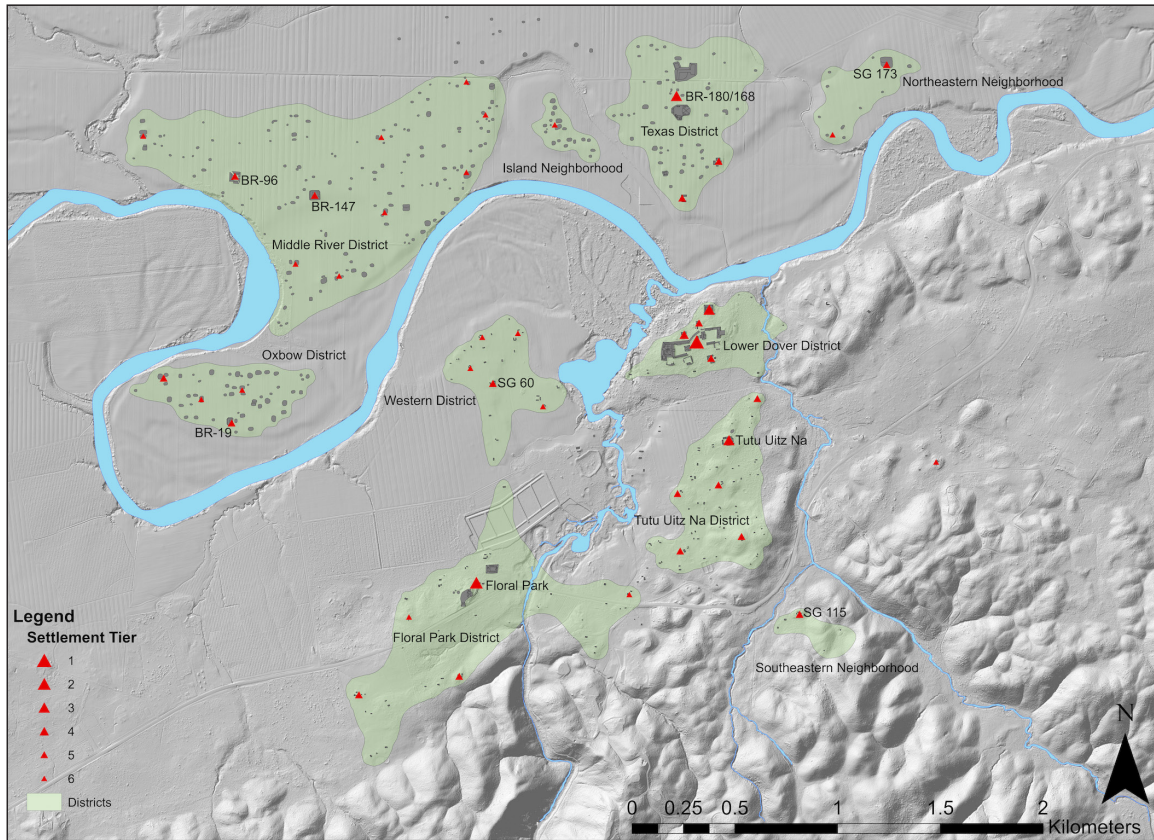 SG 173
Northeastern Neighborhood
BR-180/168
Texas District
Island Neighborhood
BR-96
BR-147
Middle River District
Oxbow District
Lower Dover District
SG 60
Western District
BR-19
Tutu Uitz Na
Tutu Uitz Na District
Floral Park
Floral Park District
SG 115
Southeastern Neighborhood
Legend
Settlement Tier
1
2
3
4
5
6
Districts
N
0 0.25 0.5 1 1.5 2
Kilometers